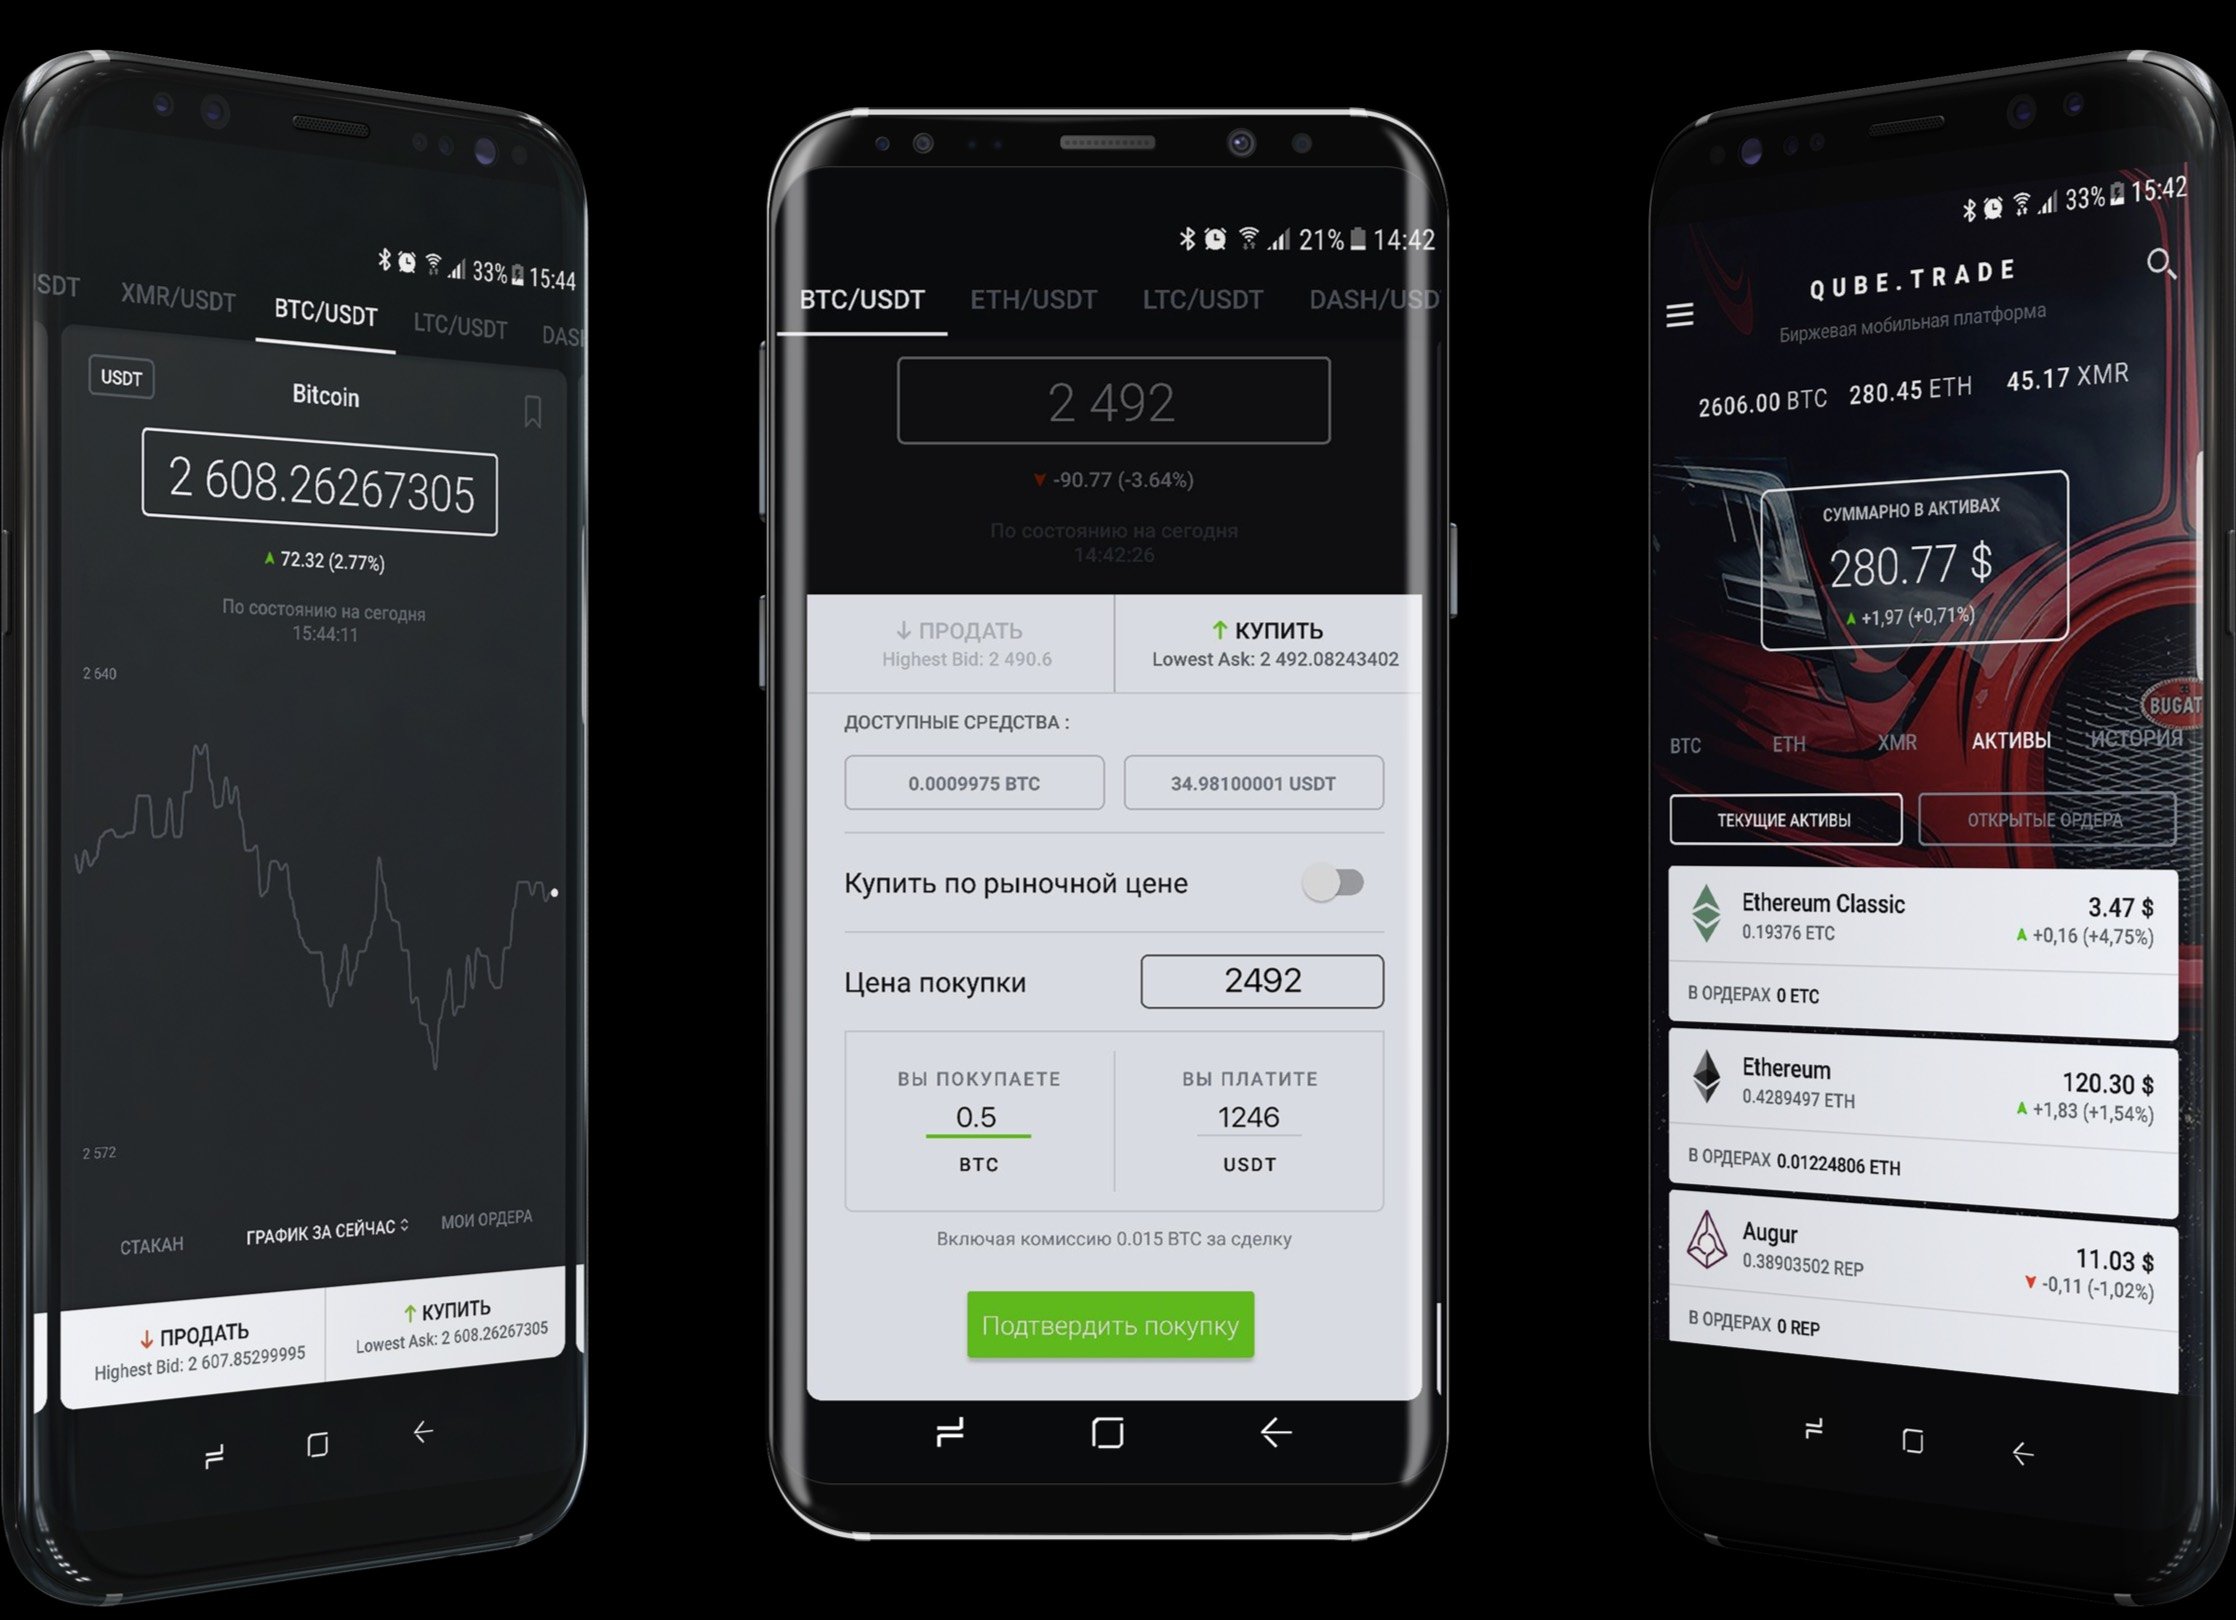 33% 15:44
SDT XMR/USDT BTC/USDT LTC/USDT DAS
USDT
Bitcoin
2 608.26267305
72.32 (2.77%)
По состоянию на сегодня
15:44:11
2 640
2 572
СТАКАН ГРАФИК ЗА СЕЙЧАС МОИ ОРДЕРА
↓ ПРОДАТЬ
Highest Bid: 2 607.85299995
↑ КУПИТЬ
Lowest Ask: 2 608.26267305
21% 14:42
BTC/USDT ETH/USDT LTC/USDT DASH/USD
2 492
-90.77 (-3.64%)
По состоянию на сегодня
14:42:26
↓ ПРОДАТЬ
Highest Bid: 2 490.6
↑ КУПИТЬ
Lowest Ask: 2 492.08243402
ДОСТУПНЫЕ СРЕДСТВА :
0.0009975 BTC 34.98100001 USDT
Купить по рыночной цене
Цена покупки 2492
ВЫ ПОКУПАЕТЕ
0.5
BTC
ВЫ ПЛАТИТЕ
1246
USDT
Включая комиссию 0.015 BTC за сделку
Подтвердить покупку
33% 15:42
QUBE.TRADE
Биржевая мобильная платформа
2606.00 BTC 280.45 ETH 45.17 XMR
СУММАРНО В АКТИВАХ
280.77 $
+1,97 (+0,71%)
BUGAT
BTC ETH XMR АКТИВЫ ИСТОРИЯ
ТЕКУЩИЕ АКТИВЫ ОТКРЫТЫЕ ОРДЕРА
Ethereum Classic 3.47 $
0.19376 ETC +0,16 (+4,75%)
В ОРДЕРАХ 0 ETC
Ethereum 120.30 $
0.4289497 ETH +1,83 (+1,54%)
В ОРДЕРАХ 0.01224806 ETH
Augur 11.03 $
0.38903502 REP -0,11 (-1,02%)
В ОРДЕРАХ 0 REP